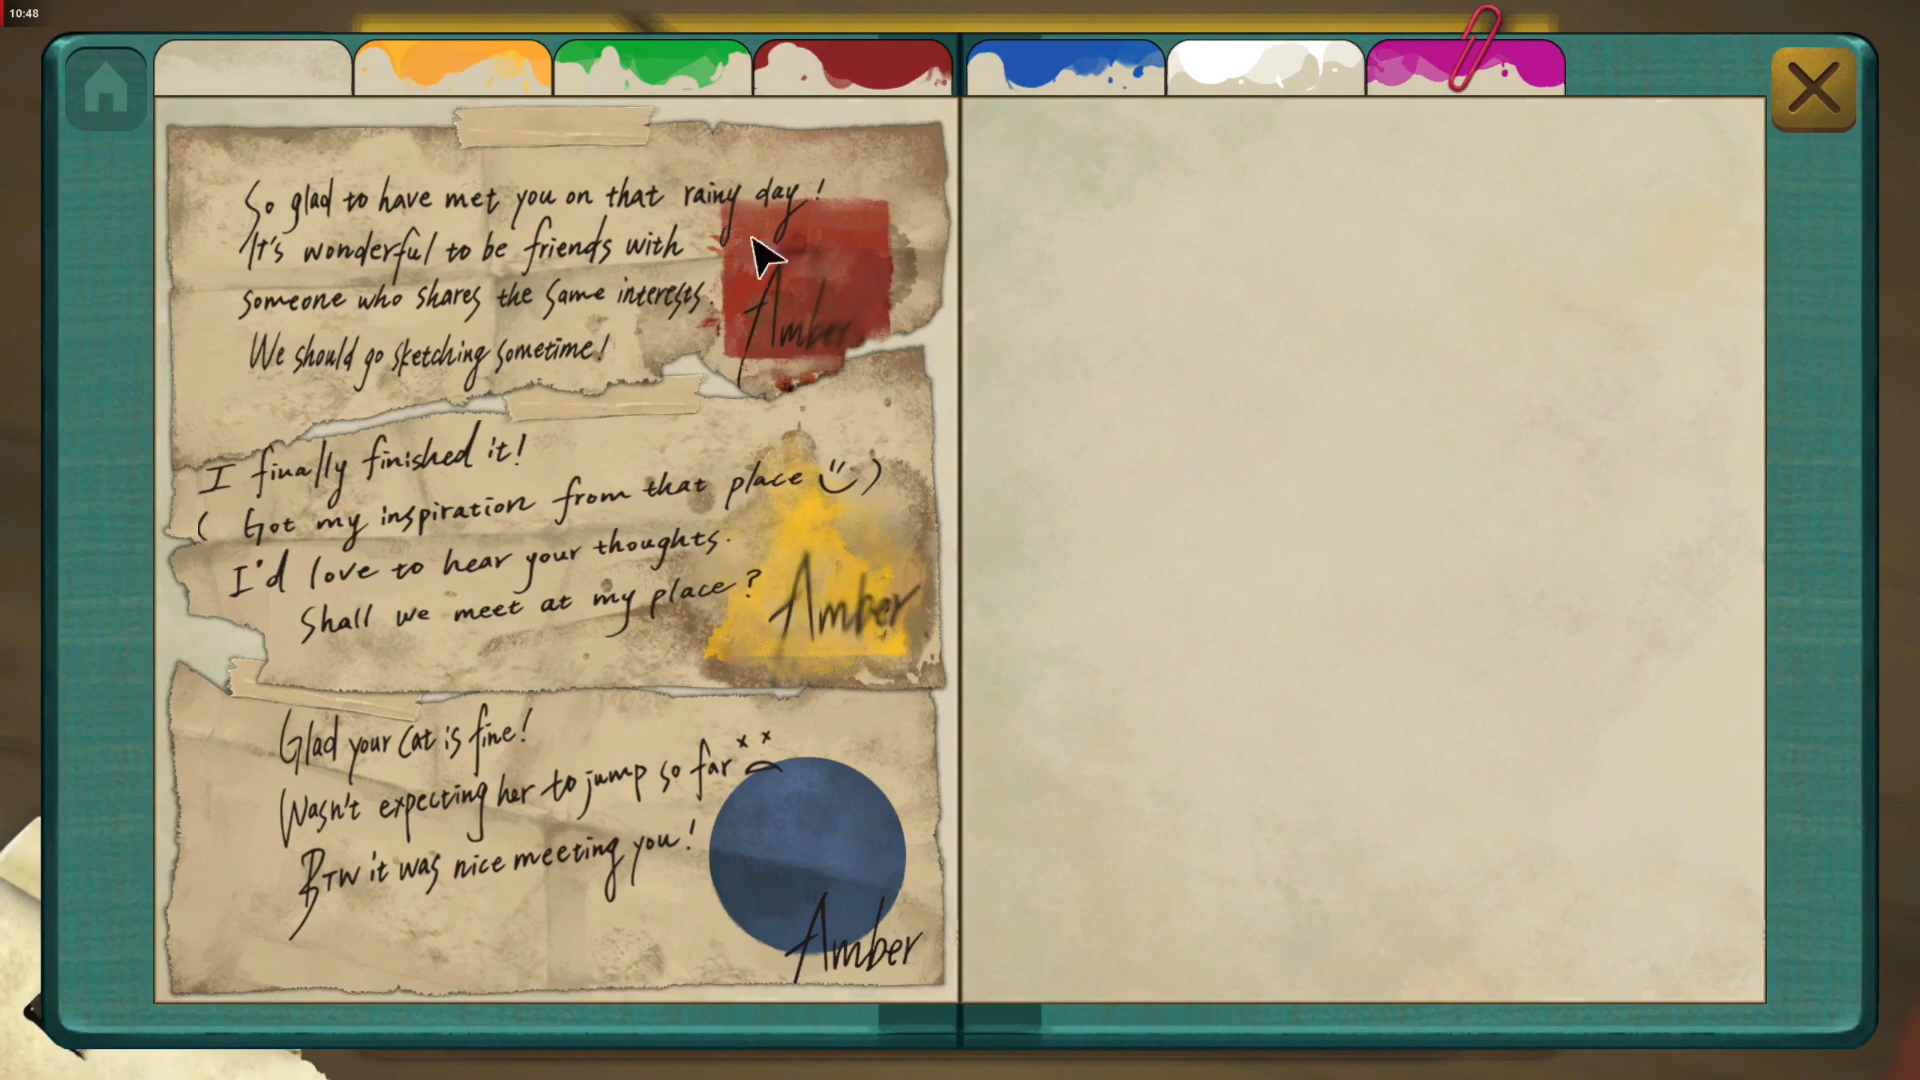 10:48
So glad to have met you on that rainy day!
It's wonderful to be friends with
someone who shares the same interests.
We should go sketching sometime!
Amber
I finally finished it!
( Got my inspiration from that place )
I'd love to hear your thoughts.
Shall we meet at my place?
Amber
Glad your cat is fine!
Wasn't expecting her to jump so far
BTW it was nice meeting you!
Amber